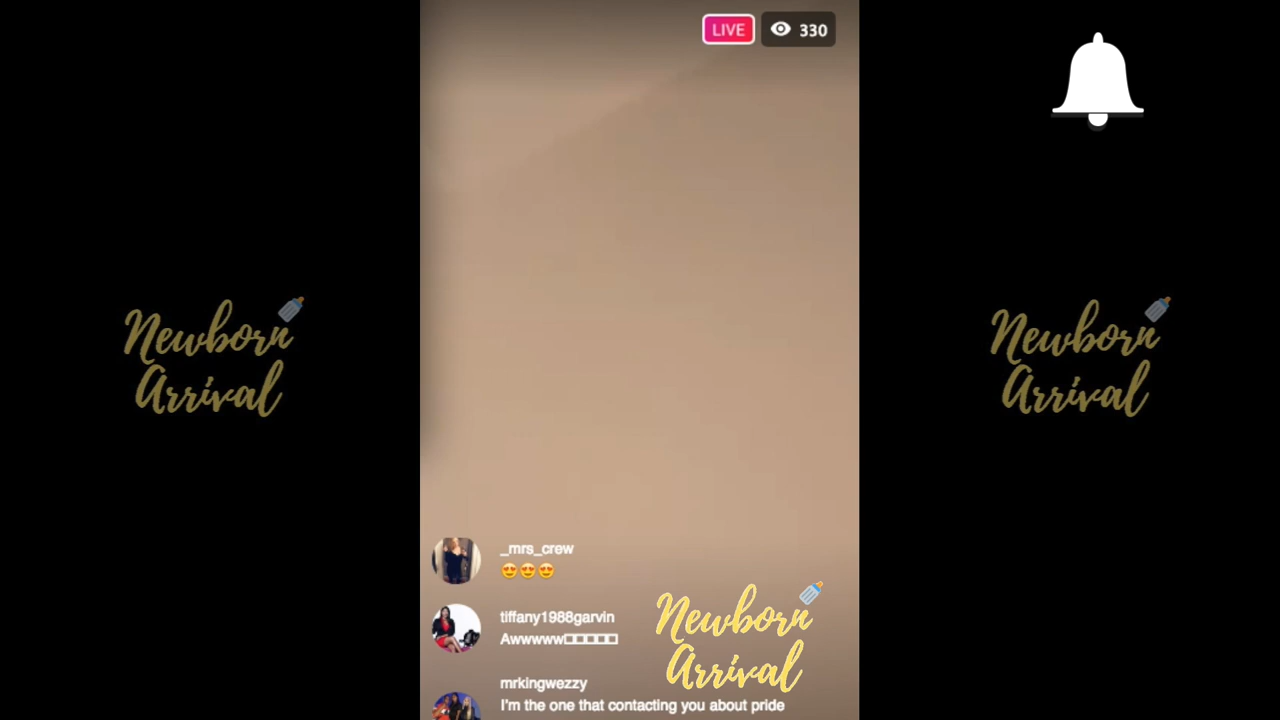 LIVE 330
Newborn
Arrival
Newborn
Arrival
_mrs_crew
😍😍😍
tiffany1988garvin
Awwwww□□□□□
mrkingwezzy
I'm the one that contacting you about pride
Newborn
Arrival